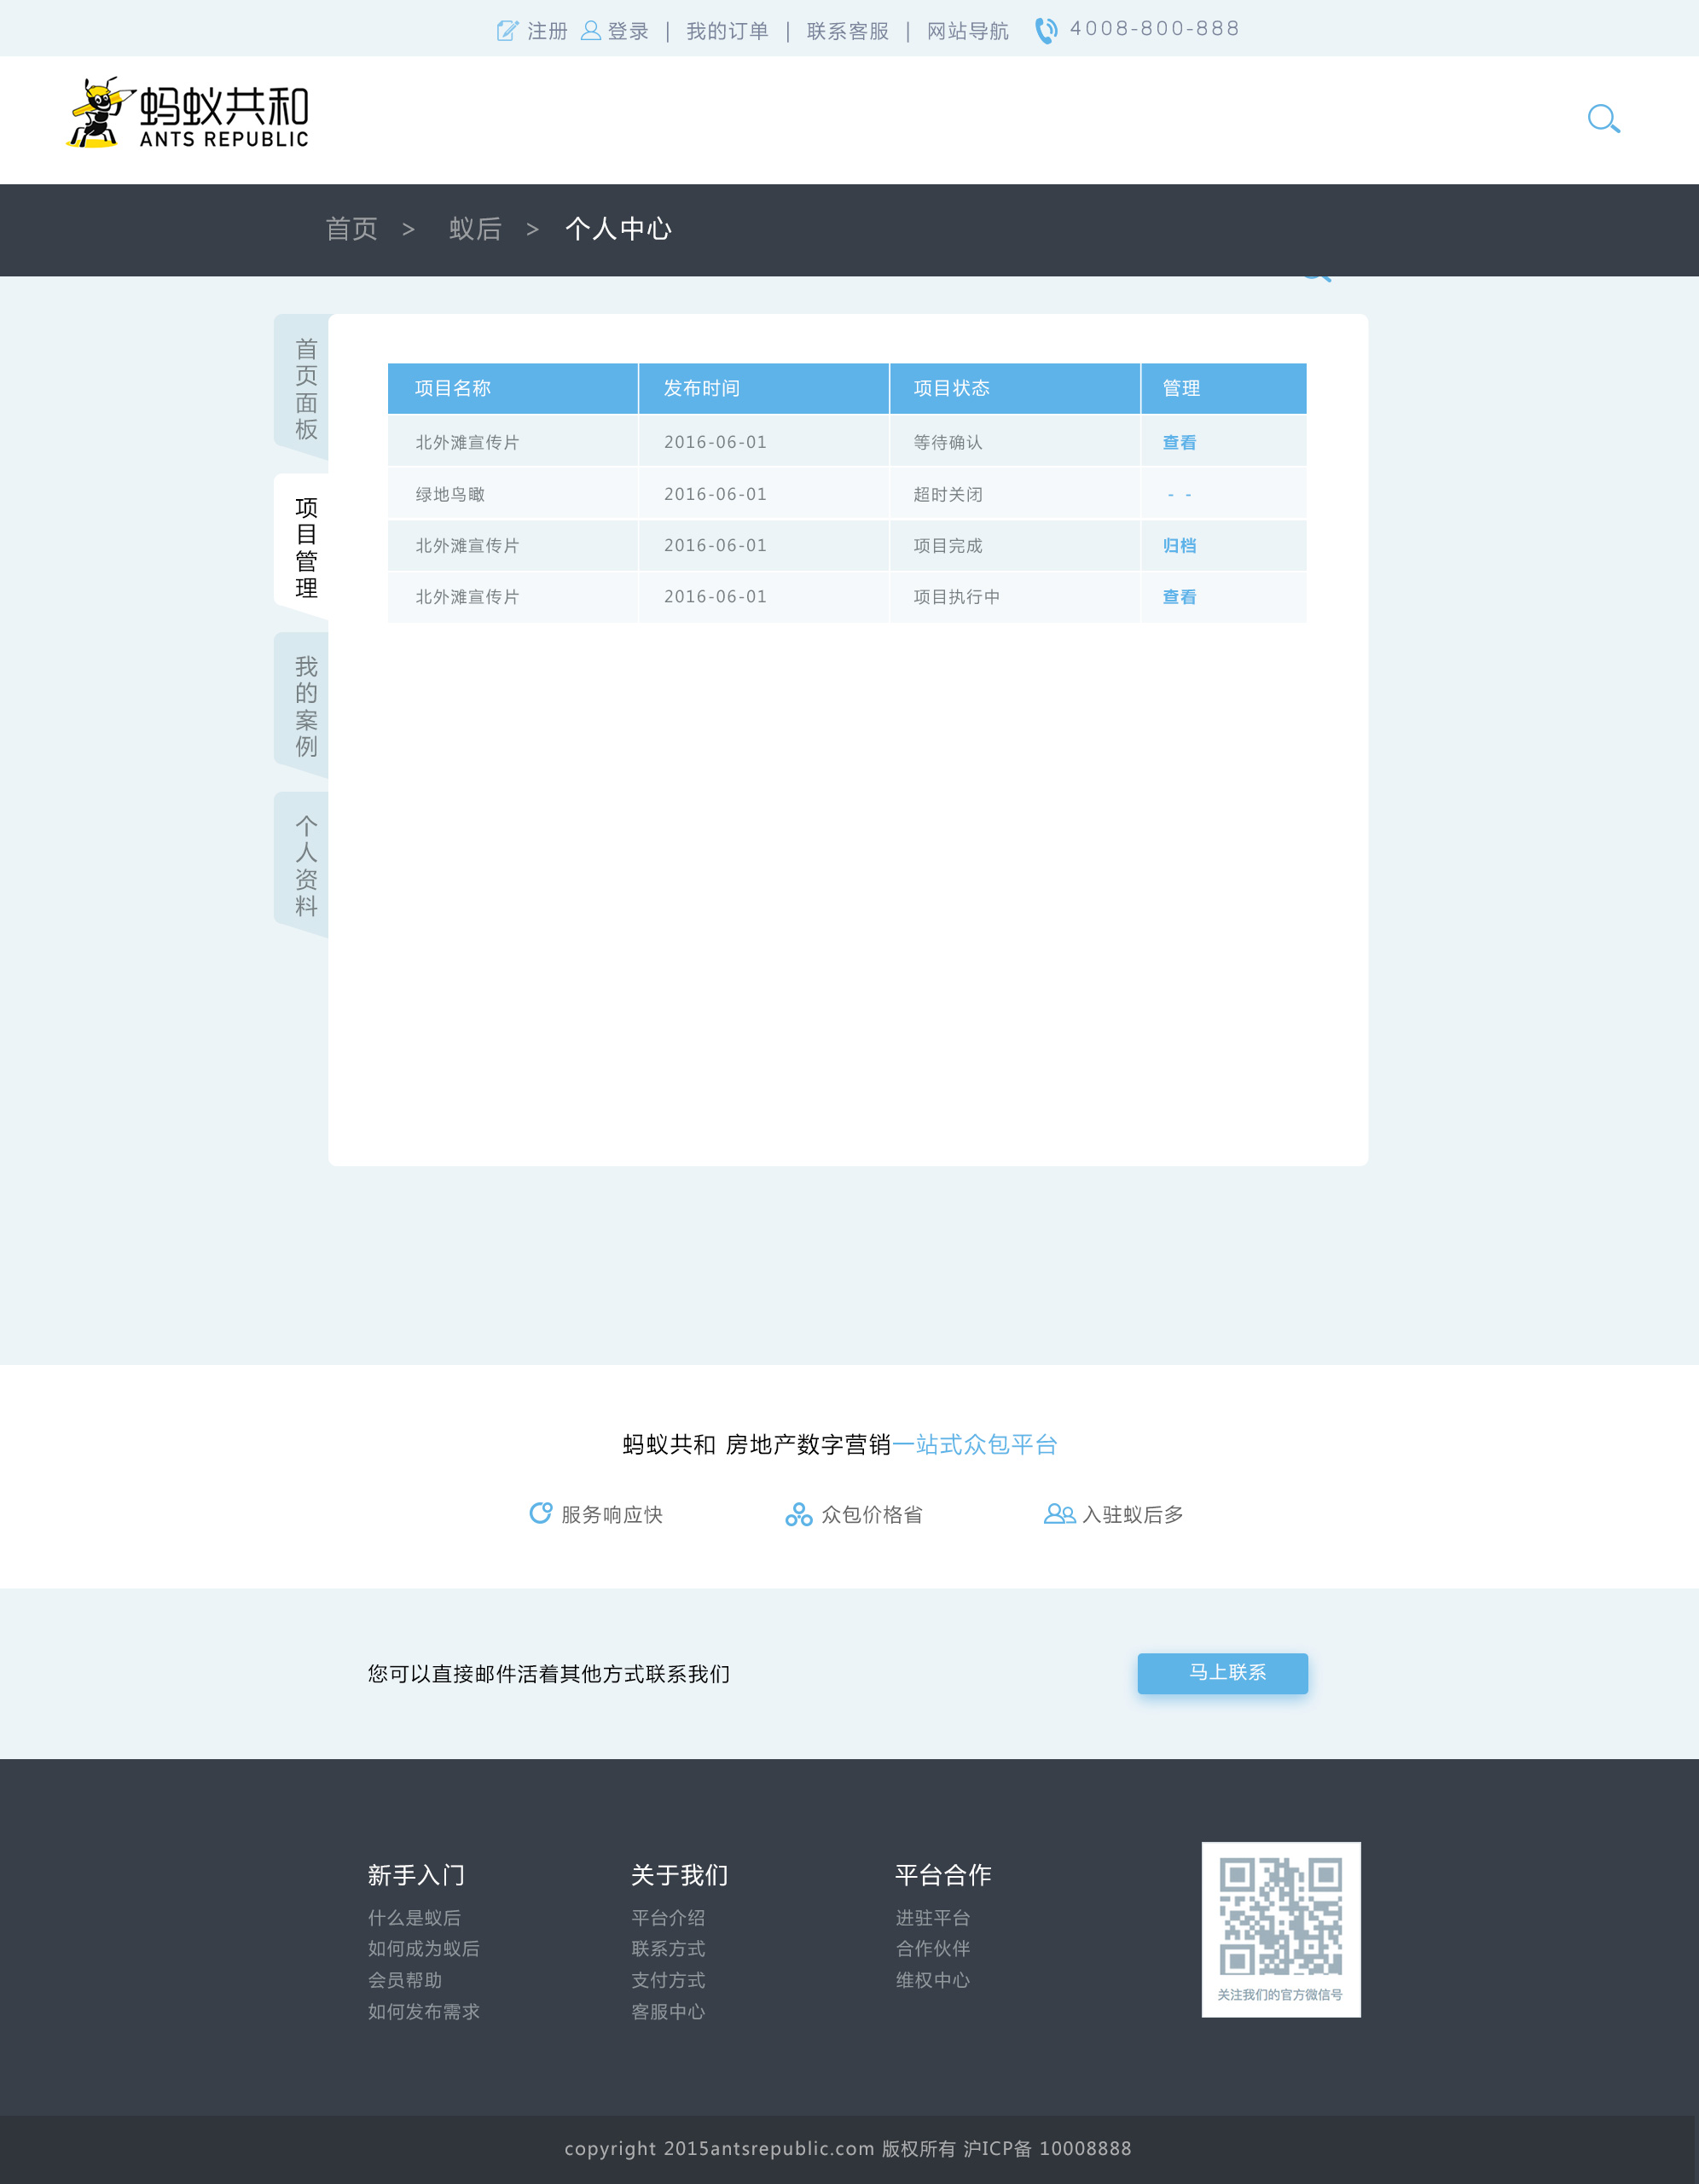 注册 登录 | 我的订单 | 联系客服 | 网站导航 4008-800-888
蚂蚁共和
ANTS REPUBLIC
首页 > 蚁后 > 个人中心
首页面板
项目管理
我的案例
个人资料
项目名称 发布时间 项目状态 管理
北外滩宣传片 2016-06-01 等待确认 查看
绿地鸟瞰 2016-06-01 超时关闭 - -
北外滩宣传片 2016-06-01 项目完成 归档
北外滩宣传片 2016-06-01 项目执行中 查看
蚂蚁共和 房地产数字营销一站式众包平台
服务响应快 众包价格省 入驻蚁后多
您可以直接邮件活着其他方式联系我们 马上联系
新手入门
什么是蚁后
如何成为蚁后
会员帮助
如何发布需求
关于我们
平台介绍
联系方式
支付方式
客服中心
平台合作
进驻平台
合作伙伴
维权中心
关注我们的官方微信号
copyright 2015antsrepublic.com 版权所有 沪ICP备 10008888